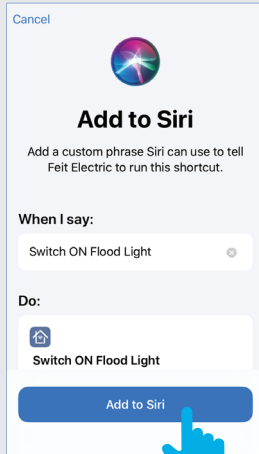 Cancel
Add to Siri
Add a custom phrase Siri can use to tell
Feit Electric to run this shortcut.
When I say:
Switch ON Flood Light
Do:
Switch ON Flood Light
Add to Siri